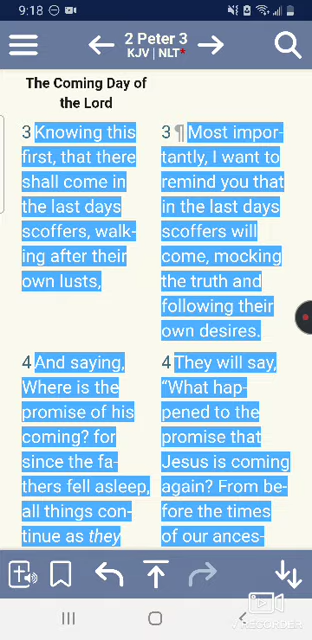 9:18
2 Peter 3
KJV | NLT*
The Coming Day of
the Lord
3 Knowing this
first, that there
shall come in
the last days
scoffers, walk-
ing after their
own lusts,
4 And saying,
Where is the
promise of his
coming? for
since the fa-
thers fell asleep,
all things con-
tinue as they
3 ¶ Most impor-
tantly, I want to
remind you that
in the last days
scoffers will
come, mocking
the truth and
following their
own desires.
4 They will say,
“What hap-
pened to the
promise that
Jesus is coming
again? From be-
fore the times
of our ances-
V RECORDER